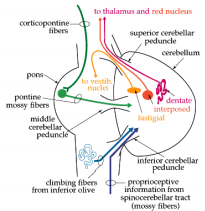 to thalamus and red nucleus
corticopontine
fibers
superior cerebellar
peduncle
cerebellum
pons
to vestib.
nuclei
pontine
mossy fibers
dentate
interposed
fastigial
middle
cerebellar
peduncle
inferior cerebellar
peduncle
climbing fibers
from inferior olive
proprioceptive
information from
spinocerebellar tract
(mossy fibers)